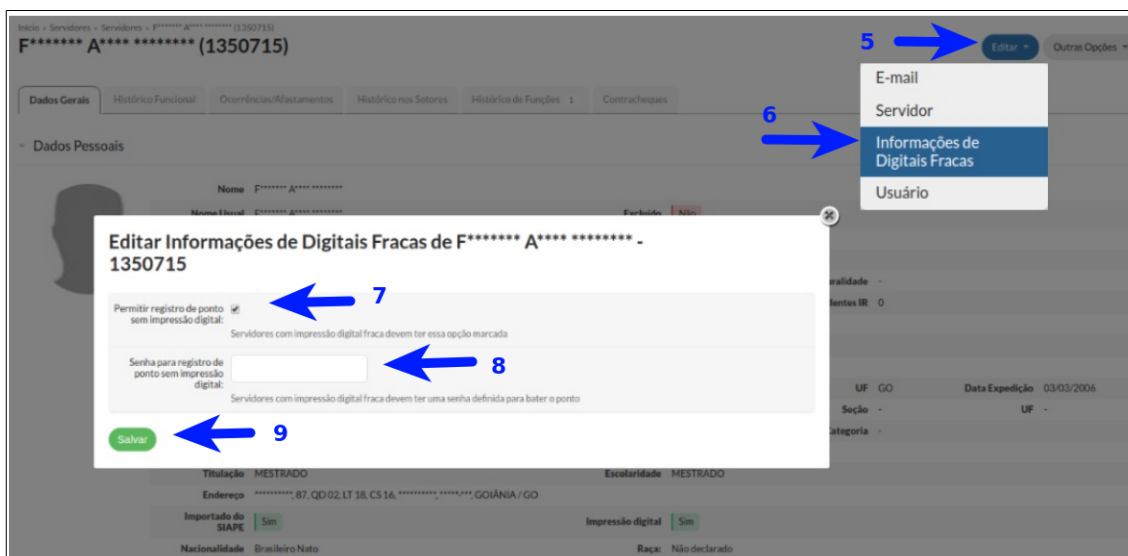 Início » Servidores » Servidores » F******* A**** ******** (1350715)
F******* A**** ******** (1350715)
5
Editar
Outras Opções
E-mail
Servidor
6
Informações de
Digitais Fracas
Usuário
Dados Gerais
Histórico Funcional
Ocorrências/Afastamentos
Histórico nos Setores
Histórico de Funções 1
Contracheques
Dados Pessoais
Nome F******* A**** ********
Nome Usual F******* A**** ********
Excluído Não
Editar Informações de Digitais Fracas de F******* A**** ******** -
1350715
Permitir registro de ponto
sem impressão digital:
7
Servidores com impressão digital fraca devem ter essa opção marcada
Senha para registro de
ponto sem impressão
digital:
8
Servidores com impressão digital fraca devem ter uma senha definida para bater o ponto
Salvar
9
uralidade -
dentes IR 0
UF GO
Data Expedição 03/03/2006
Seção -
UF -
Categoria -
Titulação MESTRADO
Escolaridade MESTRADO
Endereço **********, 87, QD 02, LT 18, CS 16, **********, *****-***, GOIÂNIA / GO
Importado do
SIAPE
Sim
Impressão digital Sim
Nacionalidade Brasileiro Nato
Raça: Não declarado